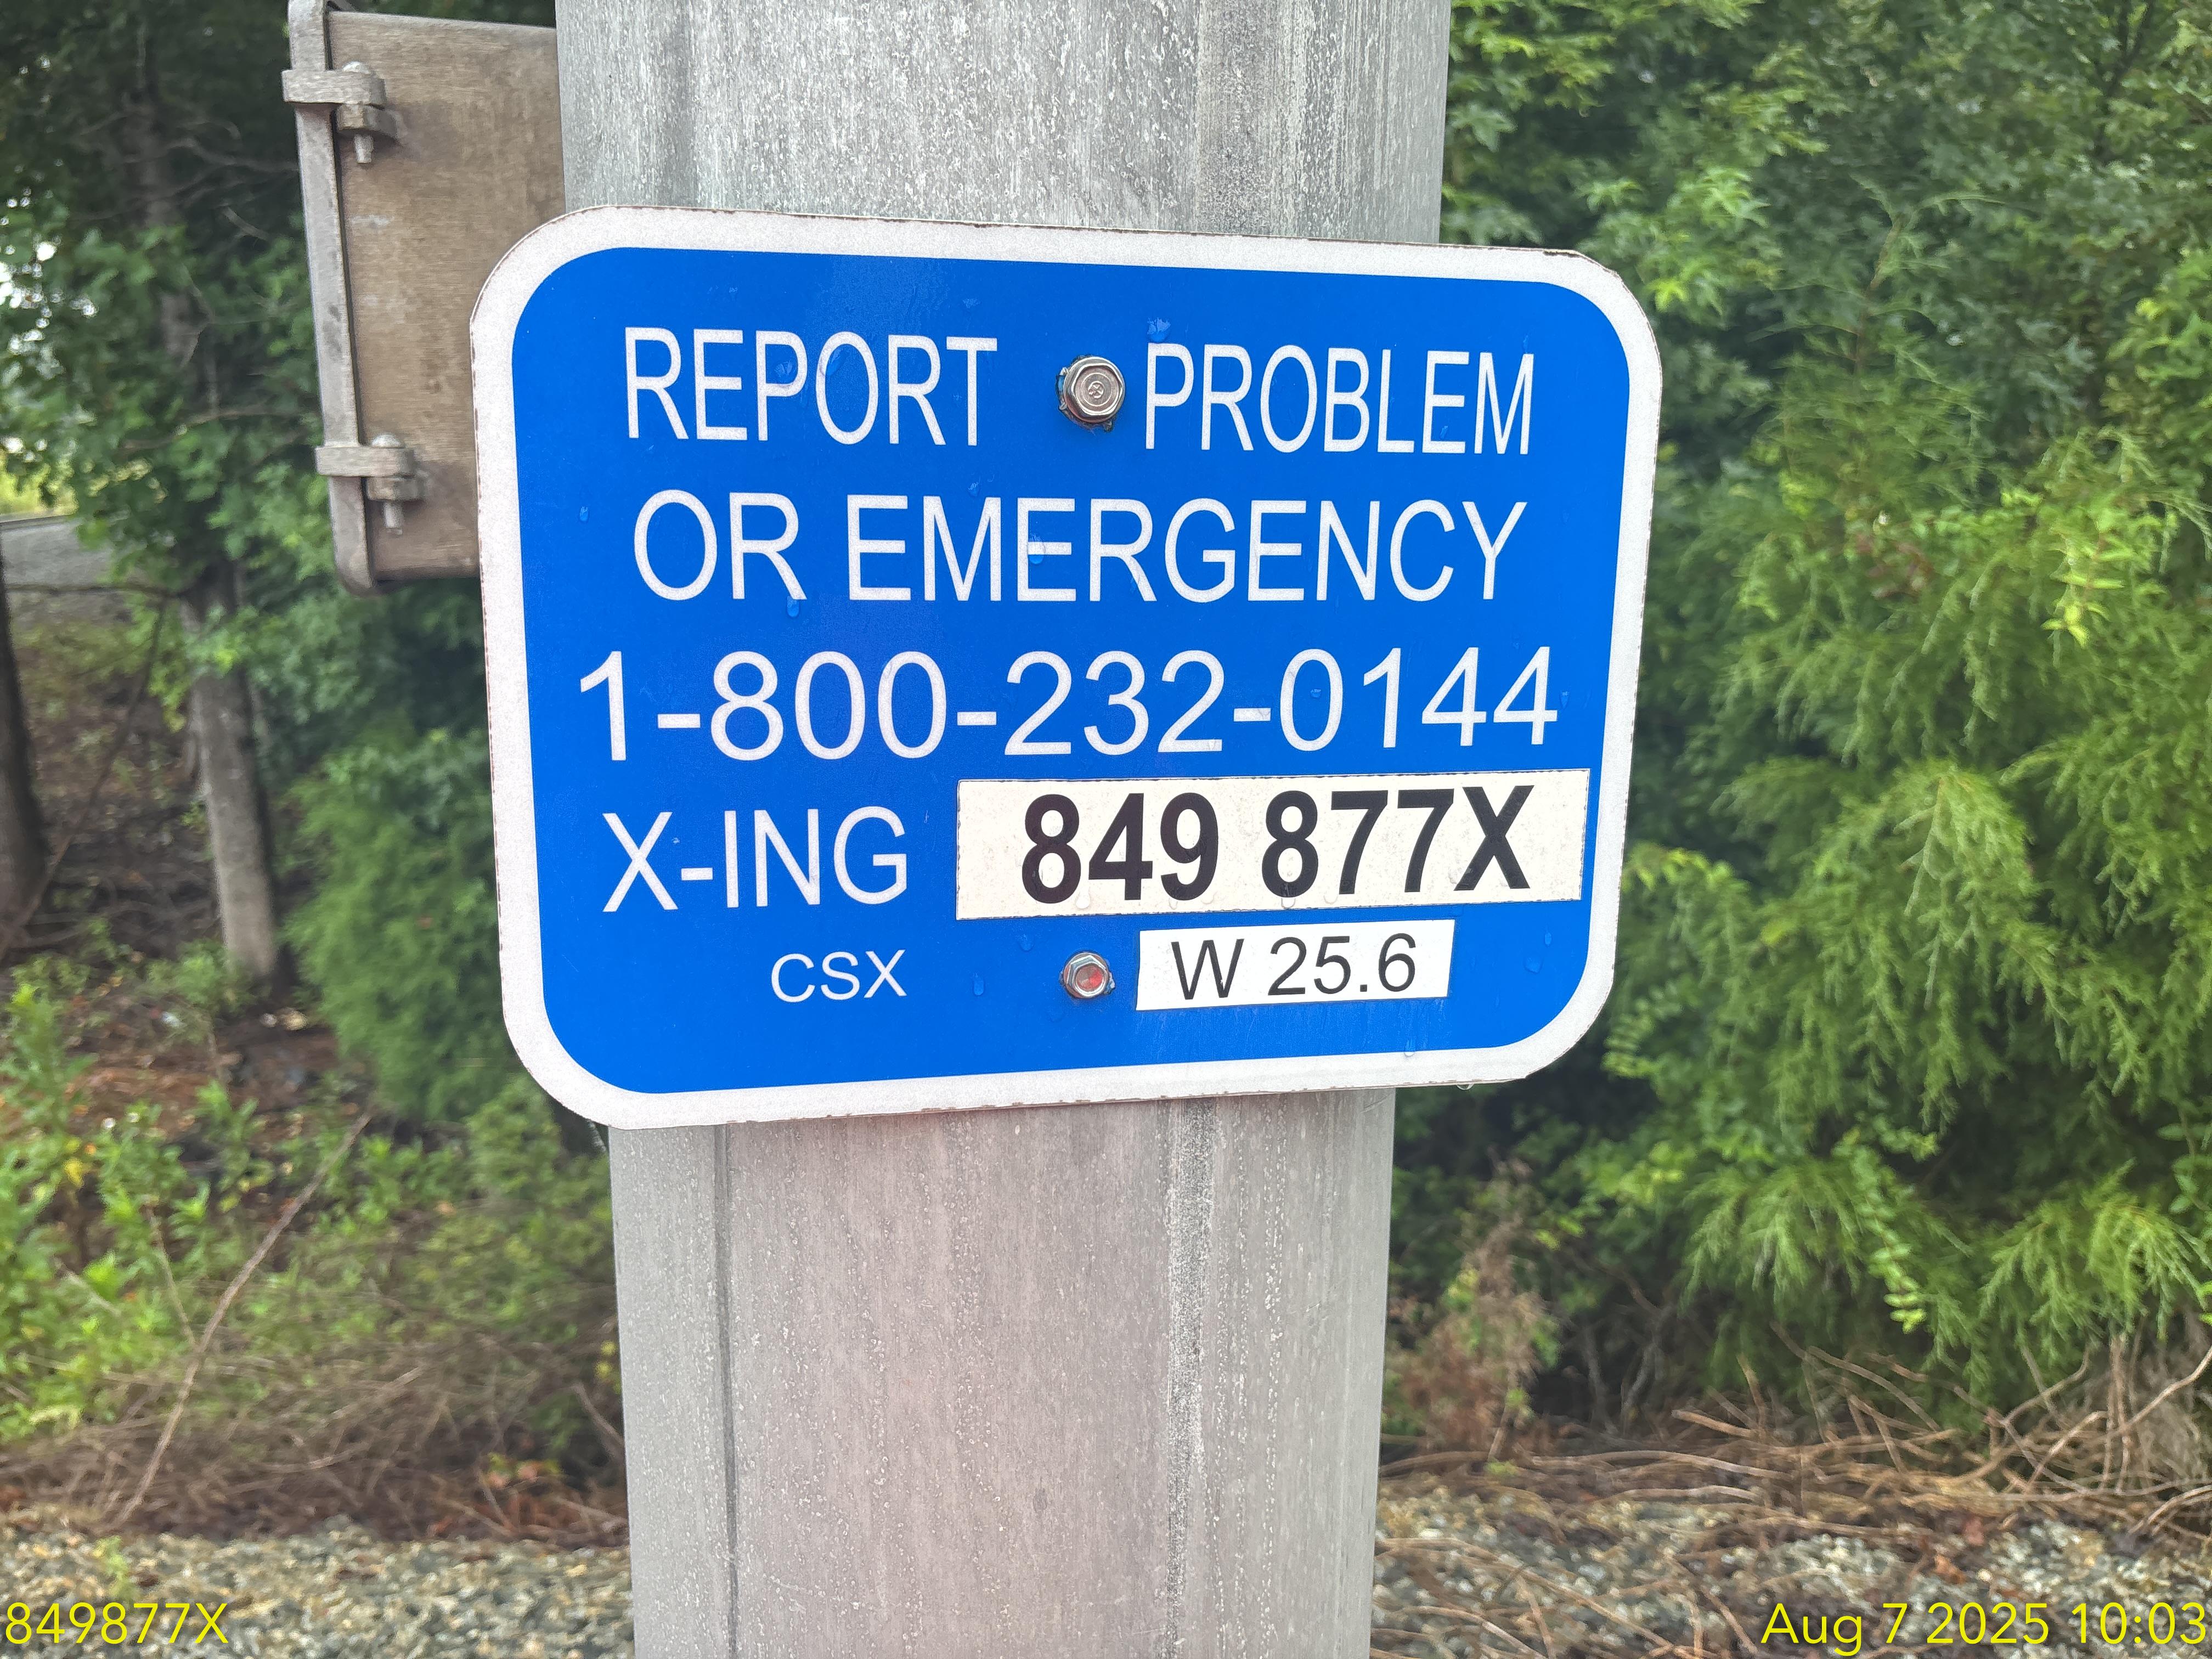 REPORT PROBLEM
OR EMERGENCY
1-800-232-0144
X-ING 849 877X
CSX W 25.6
849877X
Aug 7 2025 10:03